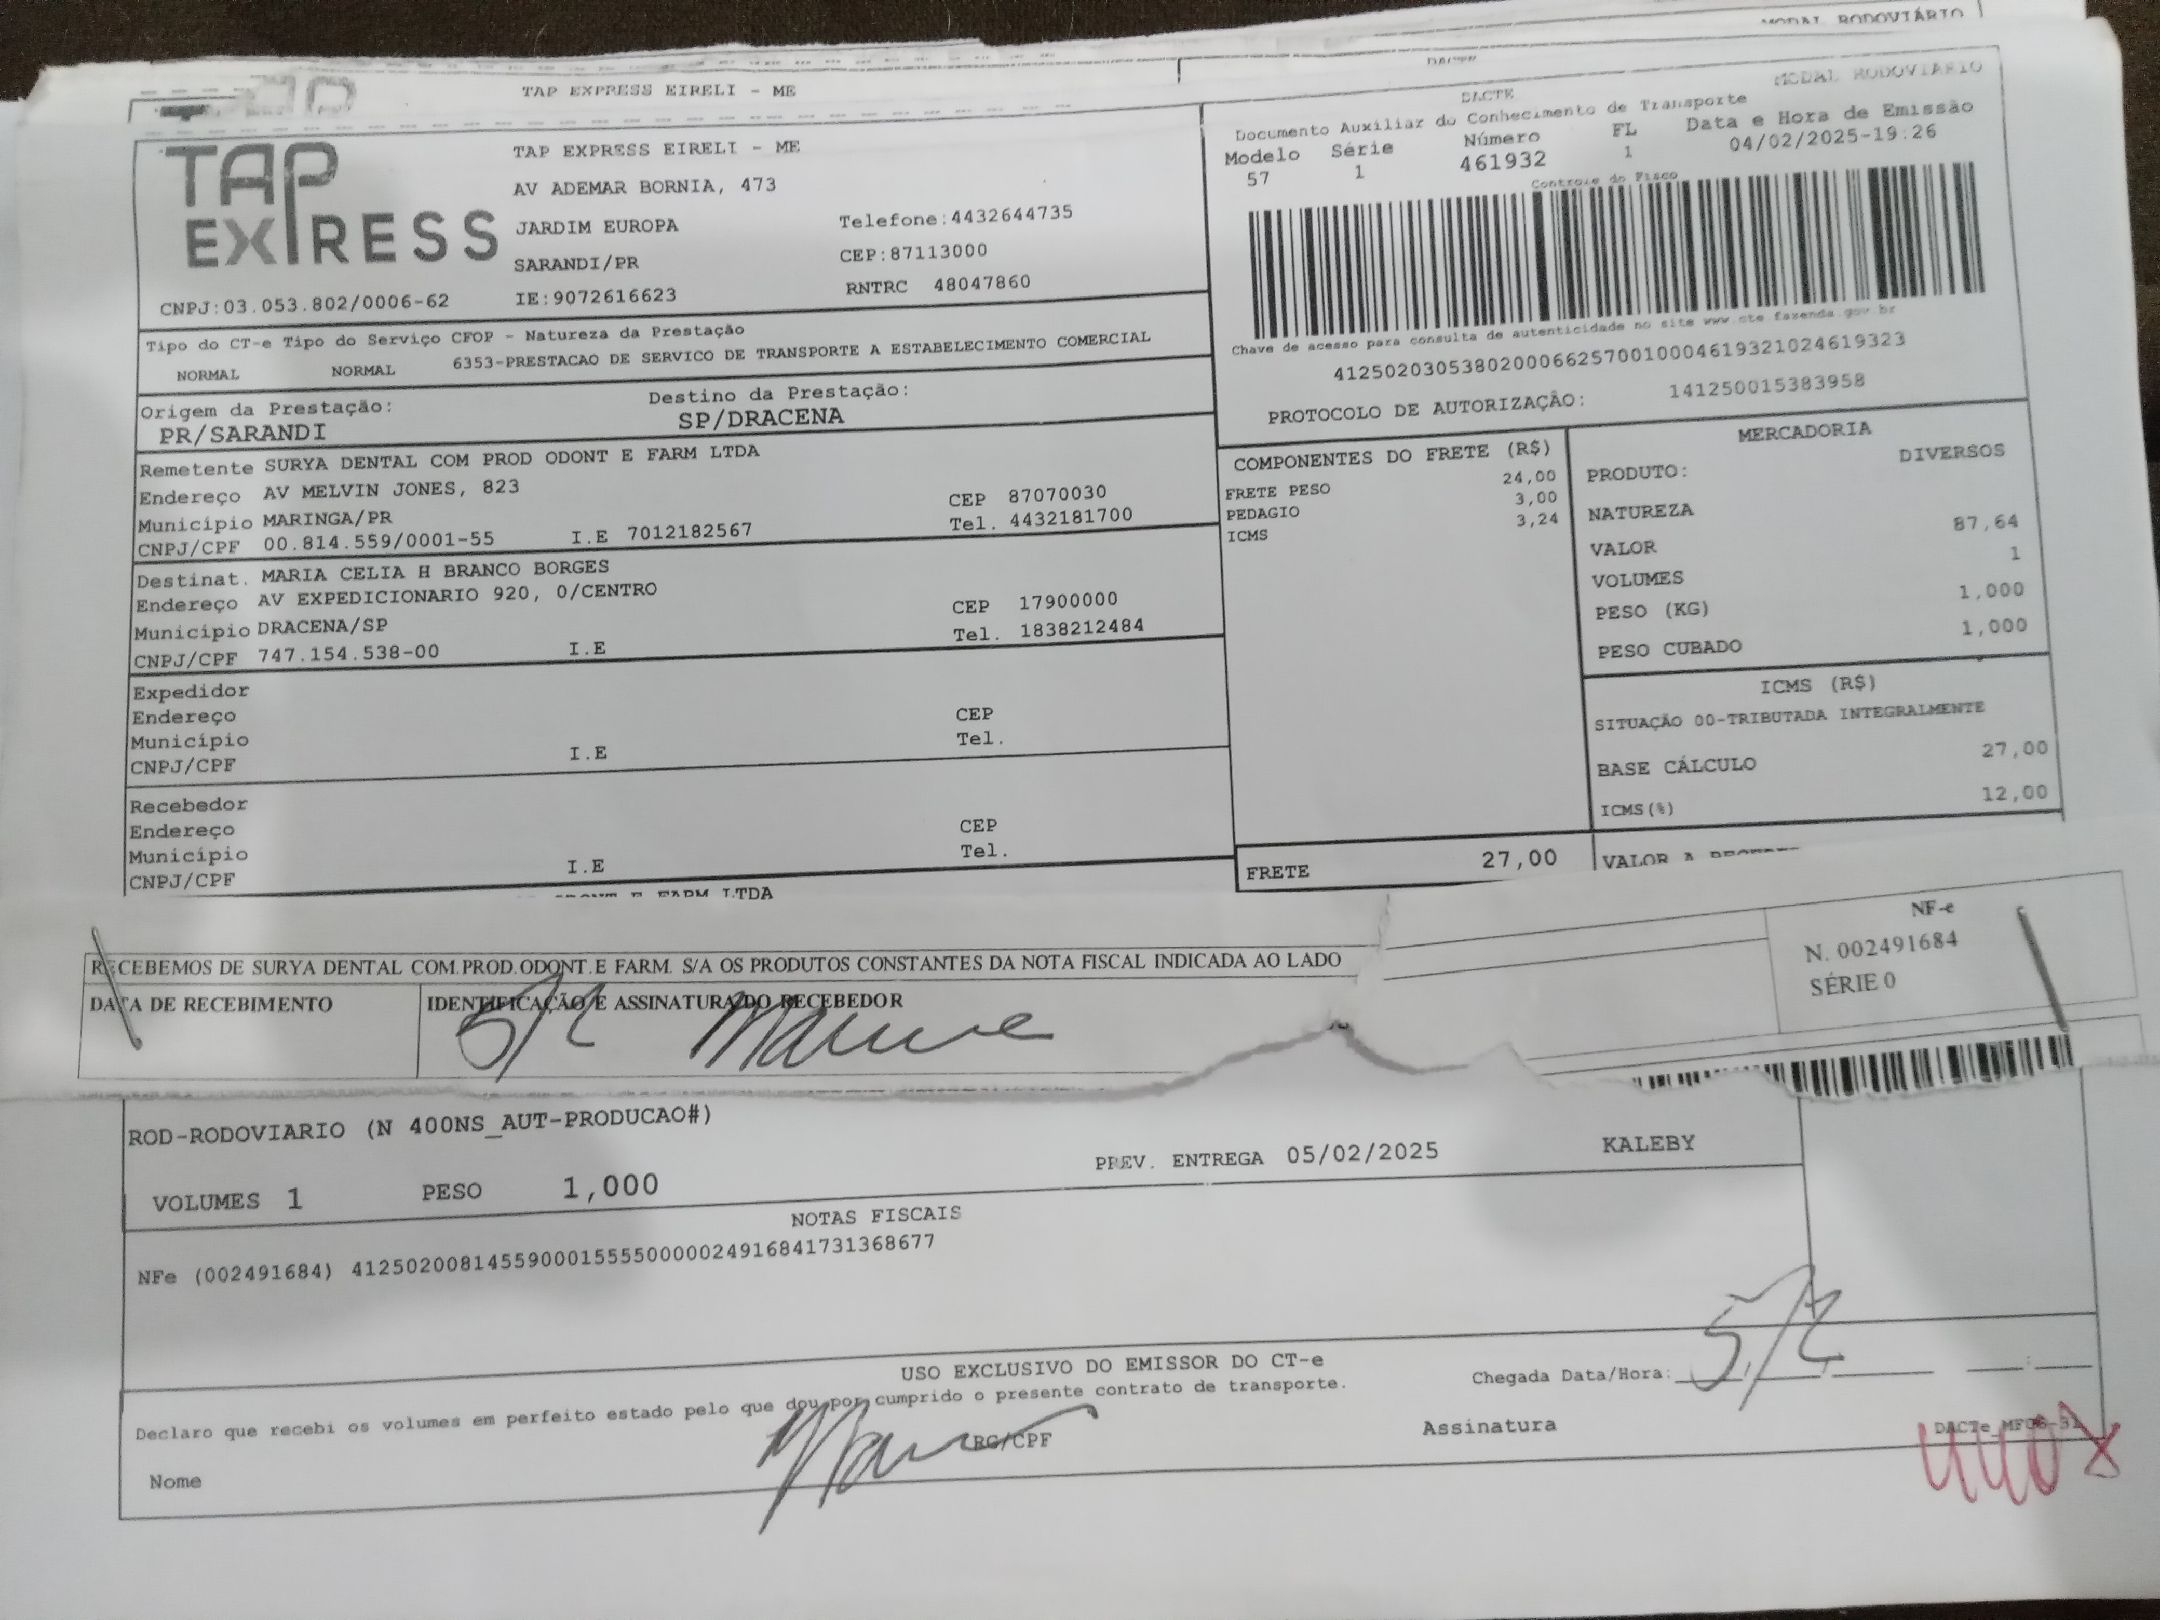 MODAL RODOVIÁRIO
DACTE
TAP EXPRESS EIRELI - ME
TAP EXPRESS
TAP EXPRESS EIRELI - ME
AV ADEMAR BORNIA, 473
JARDIM EUROPA Telefone:4432644735
SARANDI/PR CEP:87113000
CNPJ:03.053.802/0006-62 IE:9072616623 RNTRC 48047860
DACTE MODAL RODOVIARIO
Documento Auxiliar do Conhecimento de Transporte
Modelo Série Número FL Data e Hora de Emissão
57 1 461932 1 04/02/2025-19:26
Controle do Fisco
Chave de acesso para consulta de autenticidade no site www.cte.fazenda.gov.br
41250203053802000662570010004619321024619323
PROTOCOLO DE AUTORIZAÇÃO: 141250015383958
Tipo do CT-e Tipo do Serviço CFOP - Natureza da Prestação
NORMAL NORMAL 6353-PRESTACAO DE SERVICO DE TRANSPORTE A ESTABELECIMENTO COMERCIAL
Origem da Prestação: Destino da Prestação:
PR/SARANDI SP/DRACENA
Remetente SURYA DENTAL COM PROD ODONT E FARM LTDA
Endereço AV MELVIN JONES, 823 CEP 87070030
Município MARINGA/PR Tel. 4432181700
CNPJ/CPF 00.814.559/0001-55 I.E 7012182567
Destinat. MARIA CELIA H BRANCO BORGES
Endereço AV EXPEDICIONARIO 920, 0/CENTRO CEP 17900000
Município DRACENA/SP Tel. 1838212484
CNPJ/CPF 747.154.538-00 I.E
Expedidor
Endereço CEP
Município Tel.
CNPJ/CPF I.E
Recebedor
Endereço CEP
Município Tel.
CNPJ/CPF I.E
COMPONENTES DO FRETE (R$)
FRETE PESO 24,00
PEDAGIO 3,00
ICMS 3,24
FRETE 27,00
MERCADORIA
PRODUTO: DIVERSOS
NATUREZA
VALOR 87,64
VOLUMES 1
PESO (KG) 1,000
PESO CUBADO 1,000
ICMS (R$)
SITUAÇÃO 00-TRIBUTADA INTEGRALMENTE
BASE CÁLCULO 27,00
ICMS(%) 12,00
VALOR A
E FARM LTDA
RECEBEMOS DE SURYA DENTAL COM.PROD.ODONT.E FARM. S/A OS PRODUTOS CONSTANTES DA NOTA FISCAL INDICADA AO LADO
DATA DE RECEBIMENTO IDENTIFICAÇÃO E ASSINATURA DO RECEBEDOR
5/2
NF-e
N. 002491684
SÉRIE 0
ROD-RODOVIARIO (N 400NS_AUT-PRODUCAO#)
VOLUMES 1 PESO 1,000 PREV. ENTREGA 05/02/2025 KALEBY
NOTAS FISCAIS
NFe (002491684) 41250200814559000155550000024916841731368677
USO EXCLUSIVO DO EMISSOR DO CT-e
Declaro que recebi os volumes em perfeito estado pelo que dou por cumprido o presente contrato de transporte.
Chegada Data/Hora: 5/2
Nome RG/CPF Assinatura
DACTe_MF06-31